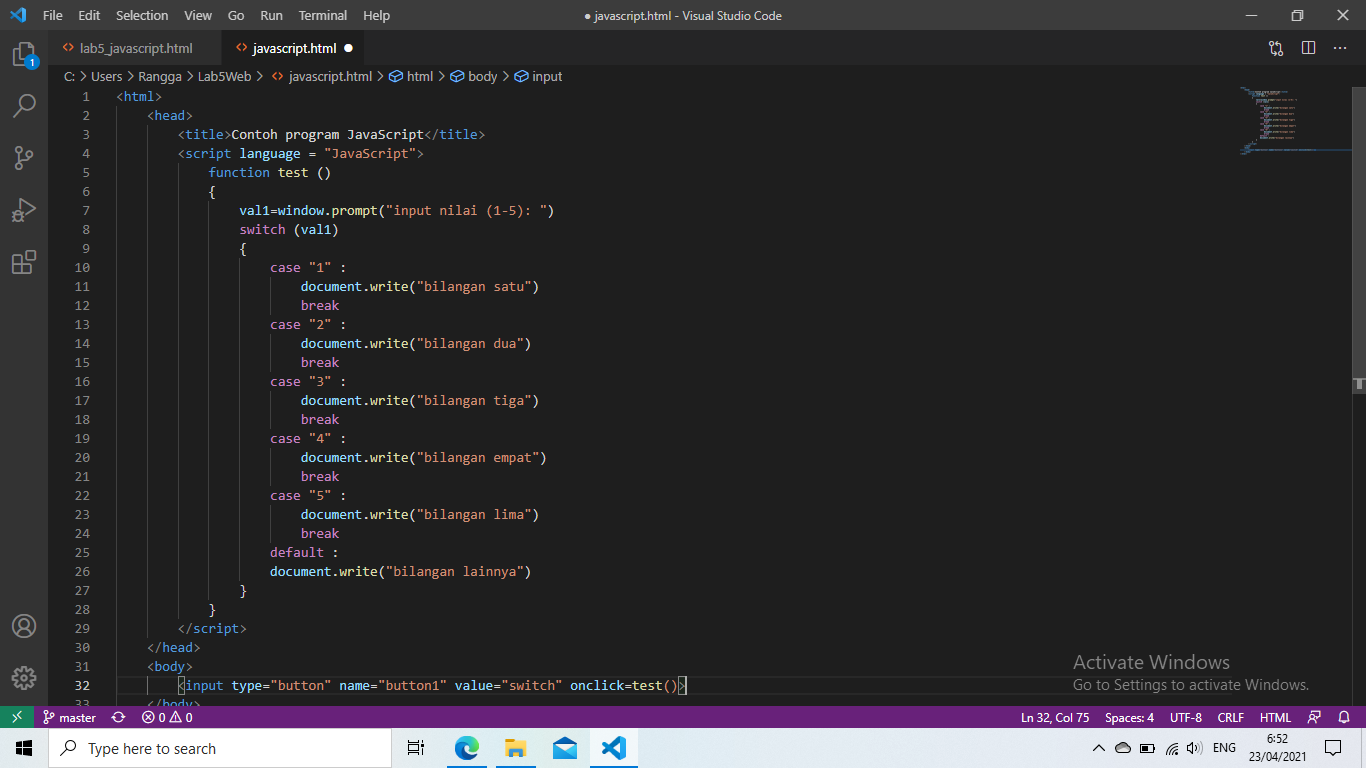 File Edit Selection View Go Run Terminal Help
● javascript.html - Visual Studio Code
lab5_javascript.html
javascript.html ●
1
C: > Users > Rangga > Lab5Web > <> javascript.html > html > body > input
1 <html>
2 <head>
3 <title>Contoh program JavaScript</title>
4 <script language = "JavaScript">
5 function test ()
6 {
7 val1=window.prompt("input nilai (1-5): ")
8 switch (val1)
9 {
10 case "1" :
11 document.write("bilangan satu")
12 break
13 case "2" :
14 document.write("bilangan dua")
15 break
16 case "3" :
17 document.write("bilangan tiga")
18 break
19 case "4" :
20 document.write("bilangan empat")
21 break
22 case "5" :
23 document.write("bilangan lima")
24 break
25 default :
26 document.write("bilangan lainnya")
27 }
28 }
29 </script>
30 </head>
31 <body>
32 <input type="button" name="button1" value="switch" onclick=test()>
33 </body>
Activate Windows
Go to Settings to activate Windows.
master 0 0 Ln 32, Col 75 Spaces: 4 UTF-8 CRLF HTML
Type here to search
ENG
6:52
23/04/2021